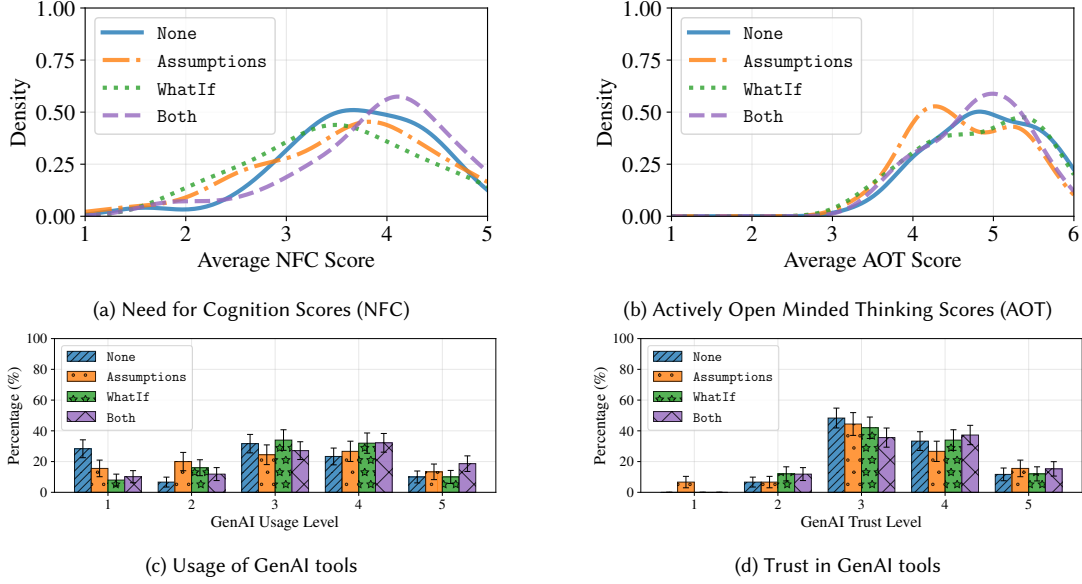 1.00
0.75
0.50
0.25
0.00
Density
None
Assumptions
WhatIf
Both
1 2 3 4 5
Average NFC Score
(a) Need for Cognition Scores (NFC)
1.00
0.75
0.50
0.25
0.00
Density
None
Assumptions
WhatIf
Both
1 2 3 4 5 6
Average AOT Score
(b) Actively Open Minded Thinking Scores (AOT)
100
80
60
40
20
0
Percentage (%)
None
Assumptions
WhatIf
Both
1 2 3 4 5
GenAI Usage Level
(c) Usage of GenAI tools
100
80
60
40
20
0
Percentage (%)
None
Assumptions
WhatIf
Both
1 2 3 4 5
GenAI Trust Level
(d) Trust in GenAI tools